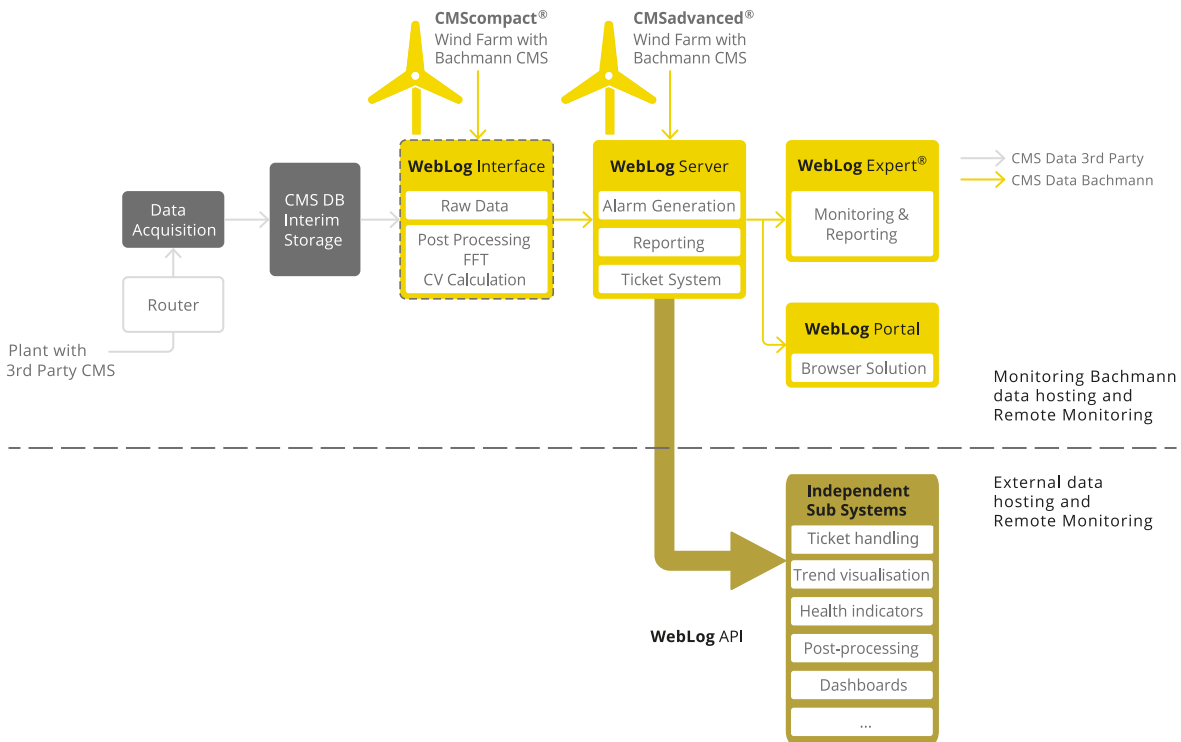 CMScompact®
Wind Farm with
Bachmann CMS
CMSadvanced®
Wind Farm with
Bachmann CMS
WebLog Interface
Raw Data
Post Processing
FFT
CV Calculation
WebLog Server
Alarm Generation
Reporting
Ticket System
WebLog Expert®
Monitoring &
Reporting
CMS Data 3rd Party
CMS Data Bachmann
Data
Acquisition
CMS DB
Interim
Storage
Router
Plant with
3rd Party CMS
WebLog Portal
Browser Solution
Monitoring Bachmann
data hosting and
Remote Monitoring
External data
hosting and
Remote Monitoring
Independent
Sub Systems
Ticket handling
Trend visualisation
Health indicators
Post-processing
Dashboards
...
WebLog API